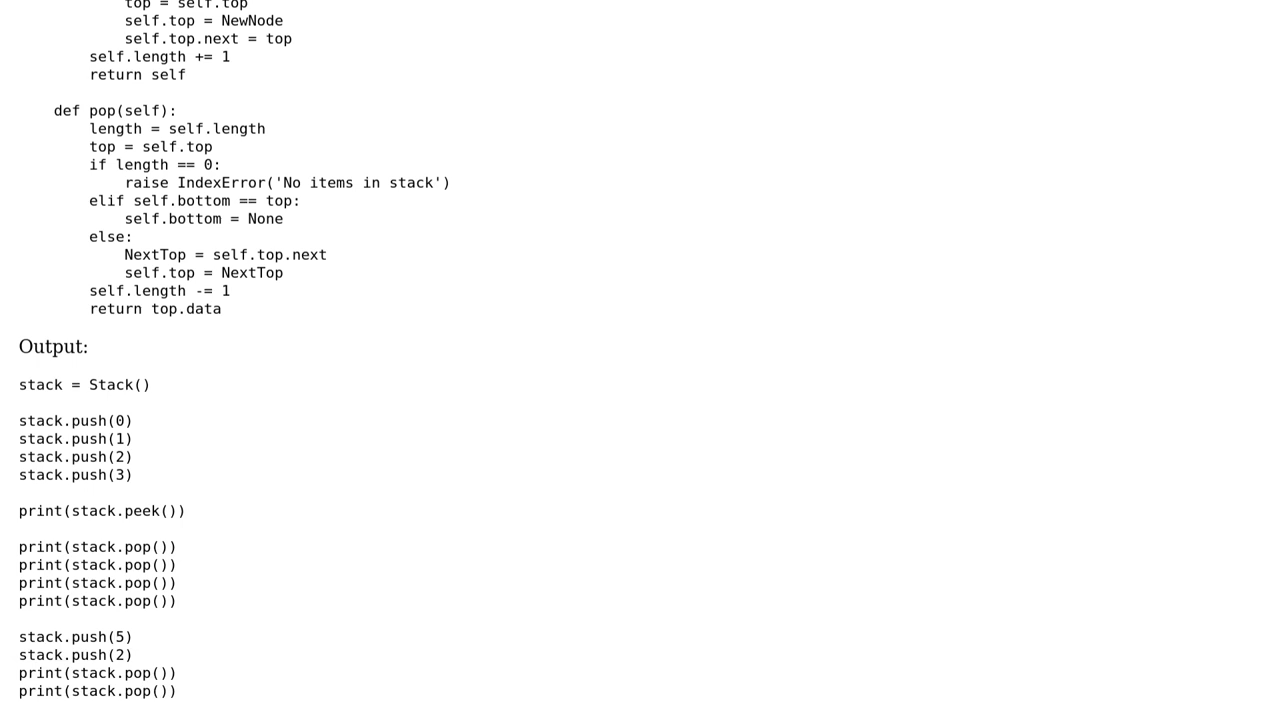 top = self.top
            self.top = NewNode
            self.top.next = top
        self.length += 1
        return self

    def pop(self):
        length = self.length
        top = self.top
        if length == 0:
            raise IndexError('No items in stack')
        elif self.bottom == top:
            self.bottom = None
        else:
            NextTop = self.top.next
            self.top = NextTop
        self.length -= 1
        return top.data

Output:

stack = Stack()

stack.push(0)
stack.push(1)
stack.push(2)
stack.push(3)

print(stack.peek())

print(stack.pop())
print(stack.pop())
print(stack.pop())
print(stack.pop())

stack.push(5)
stack.push(2)
print(stack.pop())
print(stack.pop())